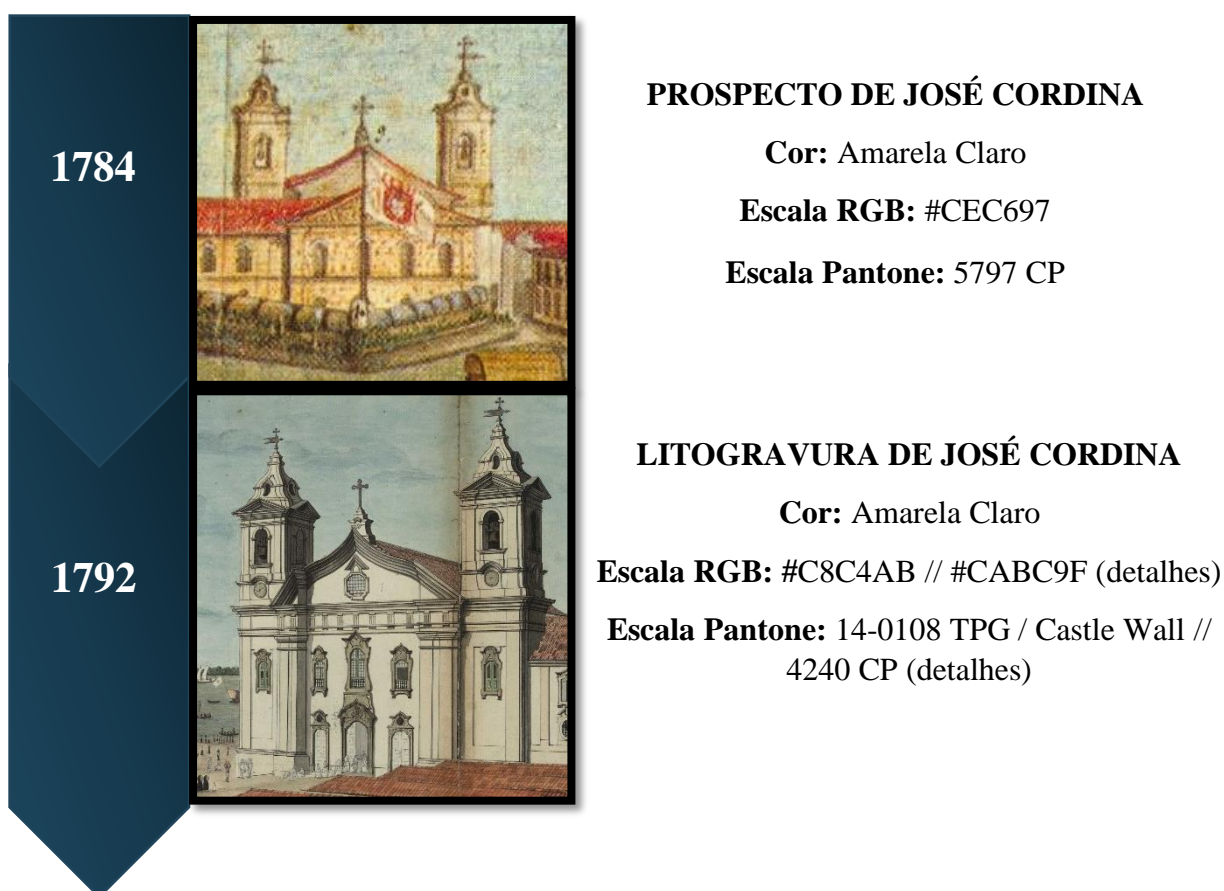 1784
PROSPECTO DE JOSÉ CORDINA
Cor: Amarela Claro
Escala RGB: #CEC697
Escala Pantone: 5797 CP
1792
LITOGRAVURA DE JOSÉ CORDINA
Cor: Amarela Claro
Escala RGB: #C8C4AB // #CABC9F (detalhes)
Escala Pantone: 14-0108 TPG / Castle Wall //
4240 CP (detalhes)